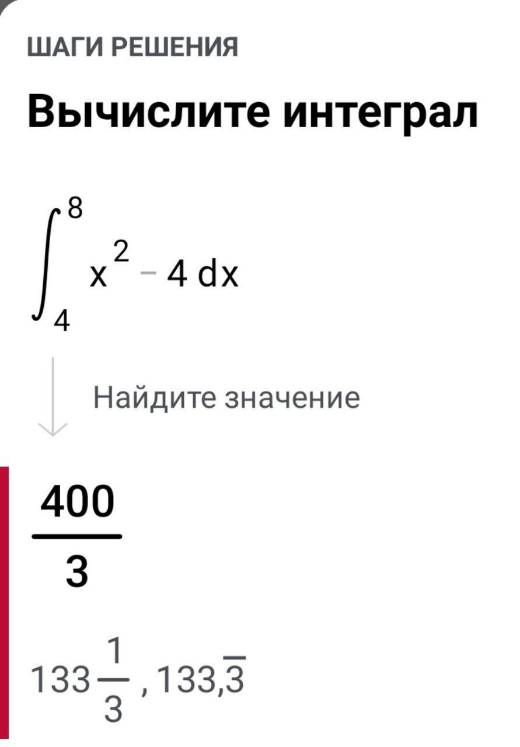 ШАГИ РЕШЕНИЯ
Вычислите интеграл
∫₄⁸ x² - 4 dx
Найдите значение
400/3
133 1/3 , 133,3̅